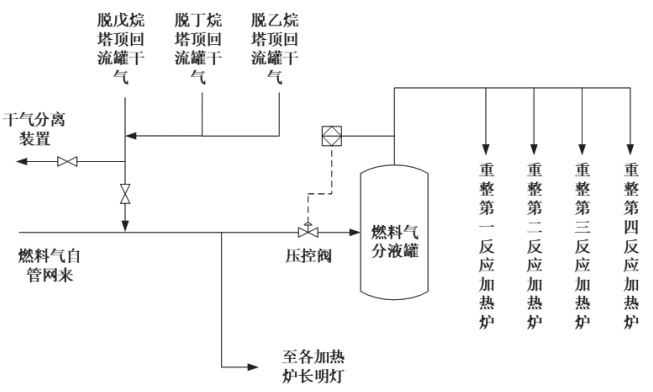 脱戊烷
塔顶回
流罐干
气
脱丁烷
塔顶回
流罐干
气
脱乙烷
塔顶回
流罐干
气
干气分离
装置
燃料气自
管网来
压控阀
燃料气
分液罐
重整第一反应加热炉
重整第二反应加热炉
重整第三反应加热炉
重整第四反应加热炉
至各加热
炉长明灯